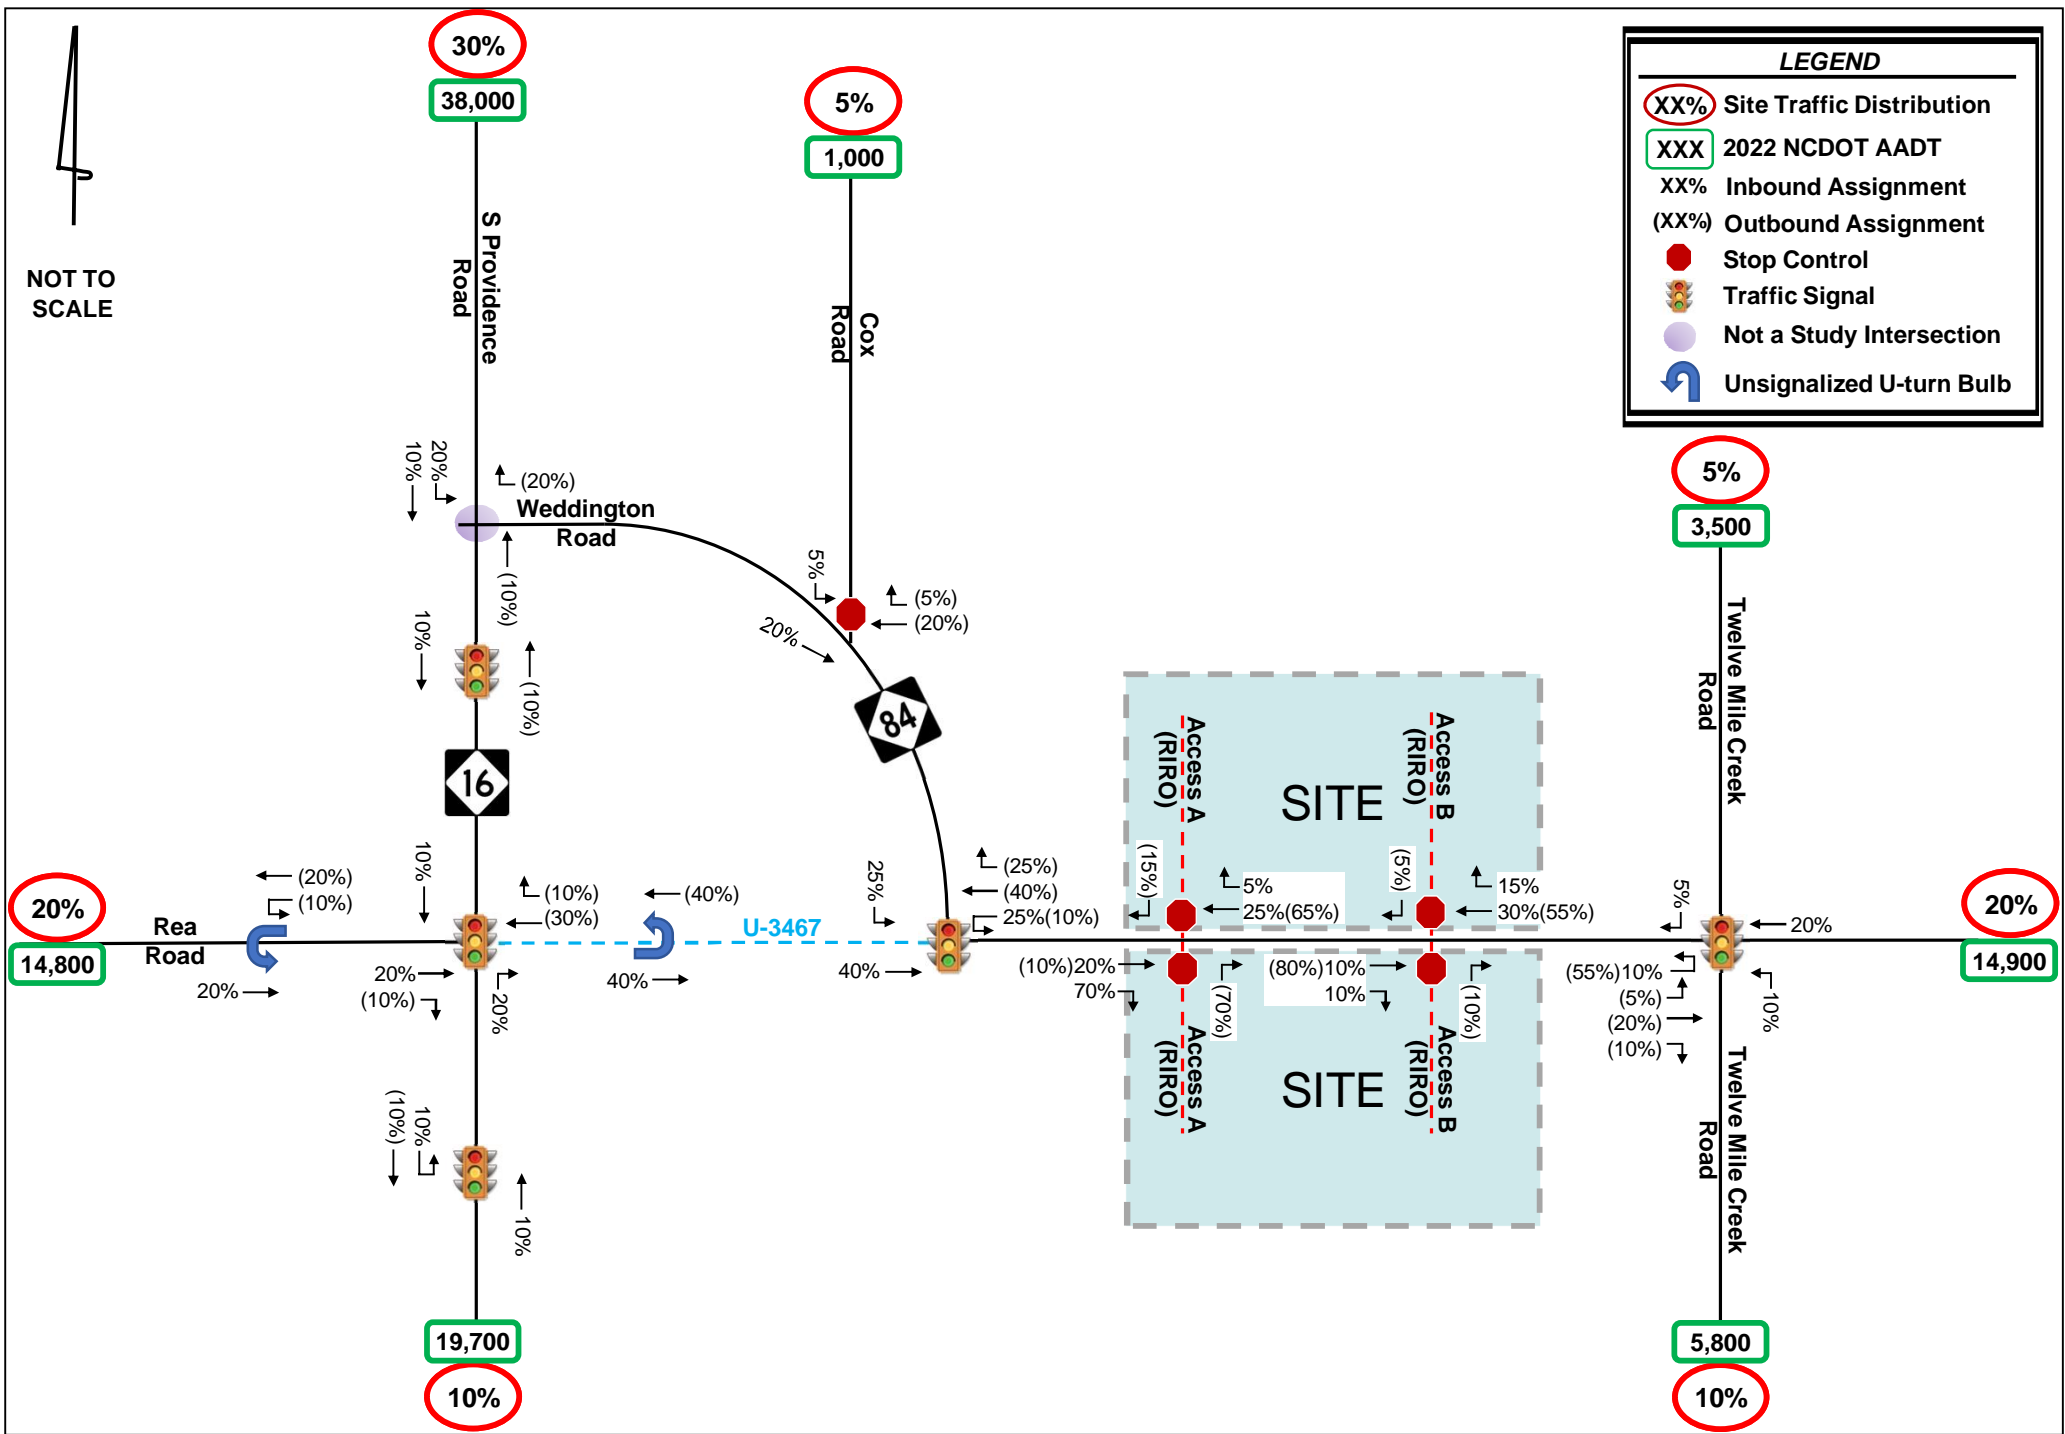 30%
38,000
5%
1,000
LEGEND
XX% Site Traffic Distribution
XXX 2022 NCDOT AADT
XX% Inbound Assignment
(XX%) Outbound Assignment
Stop Control
Traffic Signal
Not a Study Intersection
Unsignalized U-turn Bulb
NOT TO
SCALE
S Providence
Road
Cox
Road
5%
3,500
10%
20%
(20%)
Weddington
Road
(10%)
5%
(5%)
(20%)
20%
10%
(10%)
Twelve Mile Creek
Road
84
16
Access A
(RIRO)
SITE
Access B
(RIRO)
20%
14,800
Rea
Road
(20%)
(10%)
20%
10%
(10%)
(30%)
20%
(10%)
20%
(40%)
40%
U-3467
25%
(25%)
(40%)
25%(10%)
40%
(15%)
5%
25%(65%)
(5%)
15%
30%(55%)
(10%)20%
70%
(70%)
(80%)10%
10%
(10%)
5%
20%
(55%)10%
(5%)
(20%)
(10%)
10%
20%
14,900
Access A
(RIRO)
SITE
Access B
(RIRO)
Twelve Mile Creek
Road
(10%)
10%
10%
19,700
10%
5,800
10%